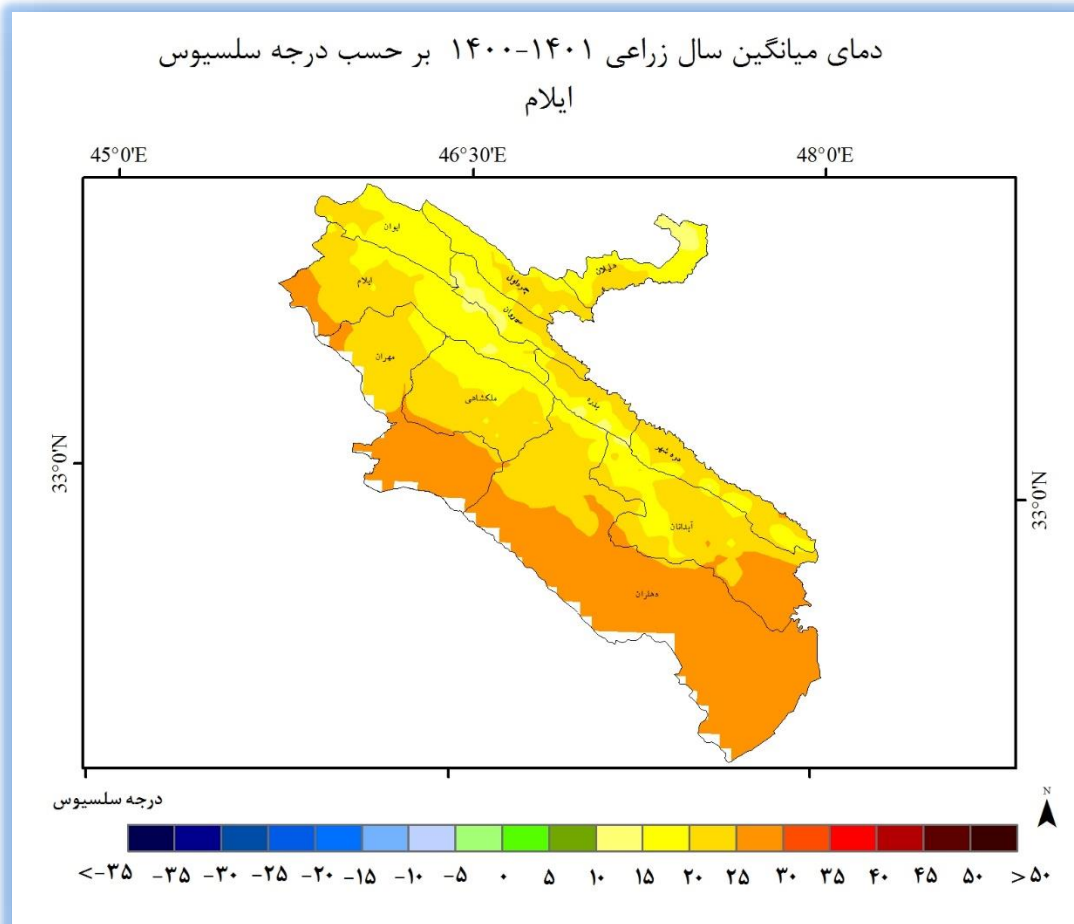 دمای میانگین سال زراعی ۱۴۰۱-۱۴۰۰ بر حسب درجه سلسیوس
ایلام
45°0'E 46°30'E 48°0'E
ایوان
هلیلان
چرداول
ایلام
سیروان
مهران
ملکشاهی
بدره
دره شهر
33°0'N
33°0'N
آبدانان
دهلران
درجه سلسیوس
N
<-۳۵ -۳۵ -۳۰ -۲۵ -۲۰ -۱۵ -۱۰ -۵ ۰ ۵ ۱۰ ۱۵ ۲۰ ۲۵ ۳۰ ۳۵ ۴۰ ۴۵ ۵۰ >۵۰